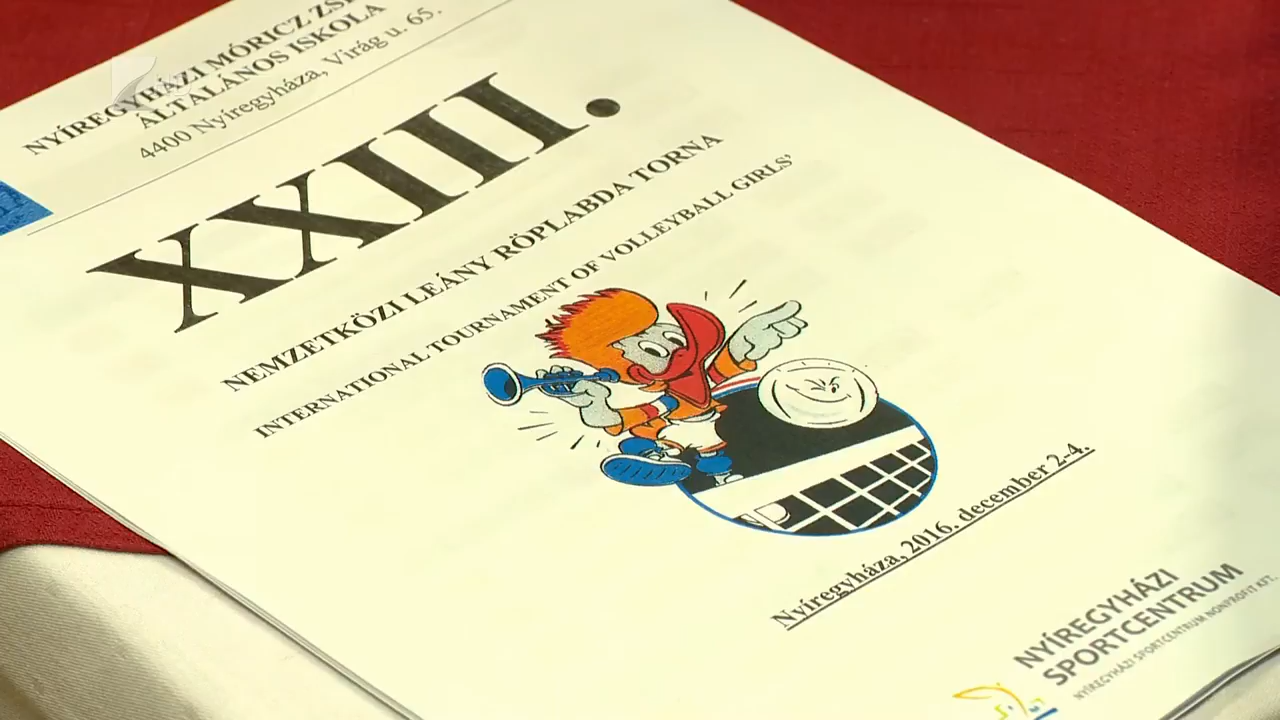 NYÍREGYHÁZI MÓRICZ
ÁLTALÁNOS ISKOLA
4400 Nyíregyháza, Virág u. 65.
XXIII.
NEMZETKÖZI LEÁNY RÖPLABDA TORNA
INTERNATIONAL TOURNAMENT OF VOLLEYBALL GIRLS'
Nyíregyháza, 2016. december 2-4.
NYÍREGYHÁZI
SPORTCENTRUM
NYÍREGYHÁZI SPORTCENTRUM NONPROFIT KFT.